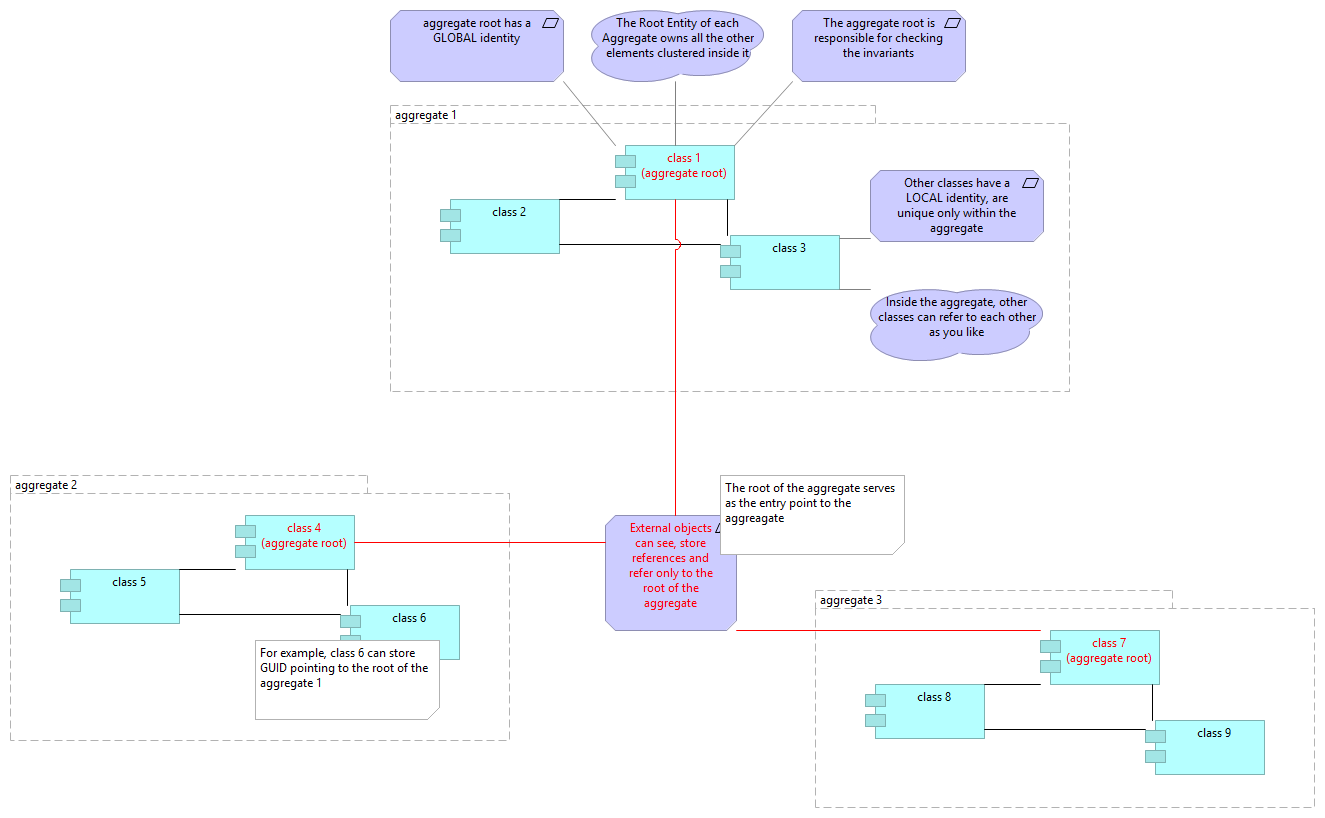 aggregate root has a
GLOBAL identity
The Root Entity of each
Aggregate owns all the other
elements clustered inside it
The aggregate root is
responsible for checking
the invariants
aggregate 1
class 1
(aggregate root)
class 2
class 3
Other classes have a
LOCAL identity, are
unique only within the
aggregate
Inside the aggregate, other
classes can refer to each other
as you like
aggregate 2
class 4
(aggregate root)
class 5
class 6
For example, class 6 can store
GUID pointing to the root of the
aggregate 1
External objects
can see, store
references and
refer only to the
root of the
aggregate
The root of the aggregate serves
as the entry point to the
aggreagate
aggregate 3
class 7
(aggregate root)
class 8
class 9